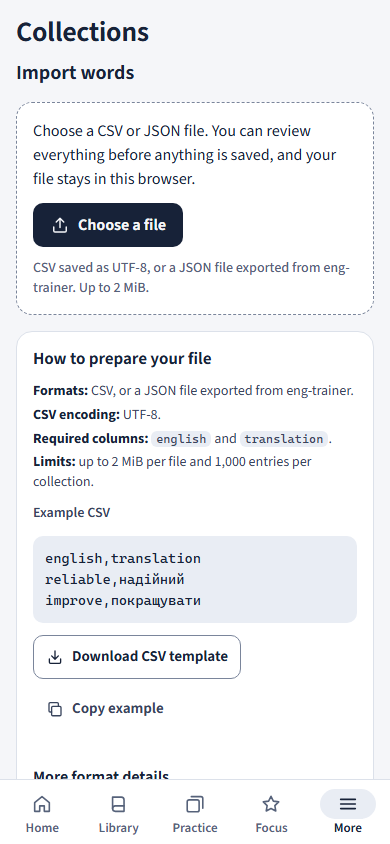 Collections
Import words
Choose a CSV or JSON file. You can review
everything before anything is saved, and your
file stays in this browser.
Choose a file
CSV saved as UTF-8, or a JSON file exported from eng-
trainer. Up to 2 MiB.
How to prepare your file
Formats: CSV, or a JSON file exported from eng-trainer.
CSV encoding: UTF-8.
Required columns: english and translation.
Limits: up to 2 MiB per file and 1,000 entries per
collection.
Example CSV
english,translation
reliable,надійний
improve,покращувати
Download CSV template
Copy example
More format details
Home
Library
Practice
Focus
More